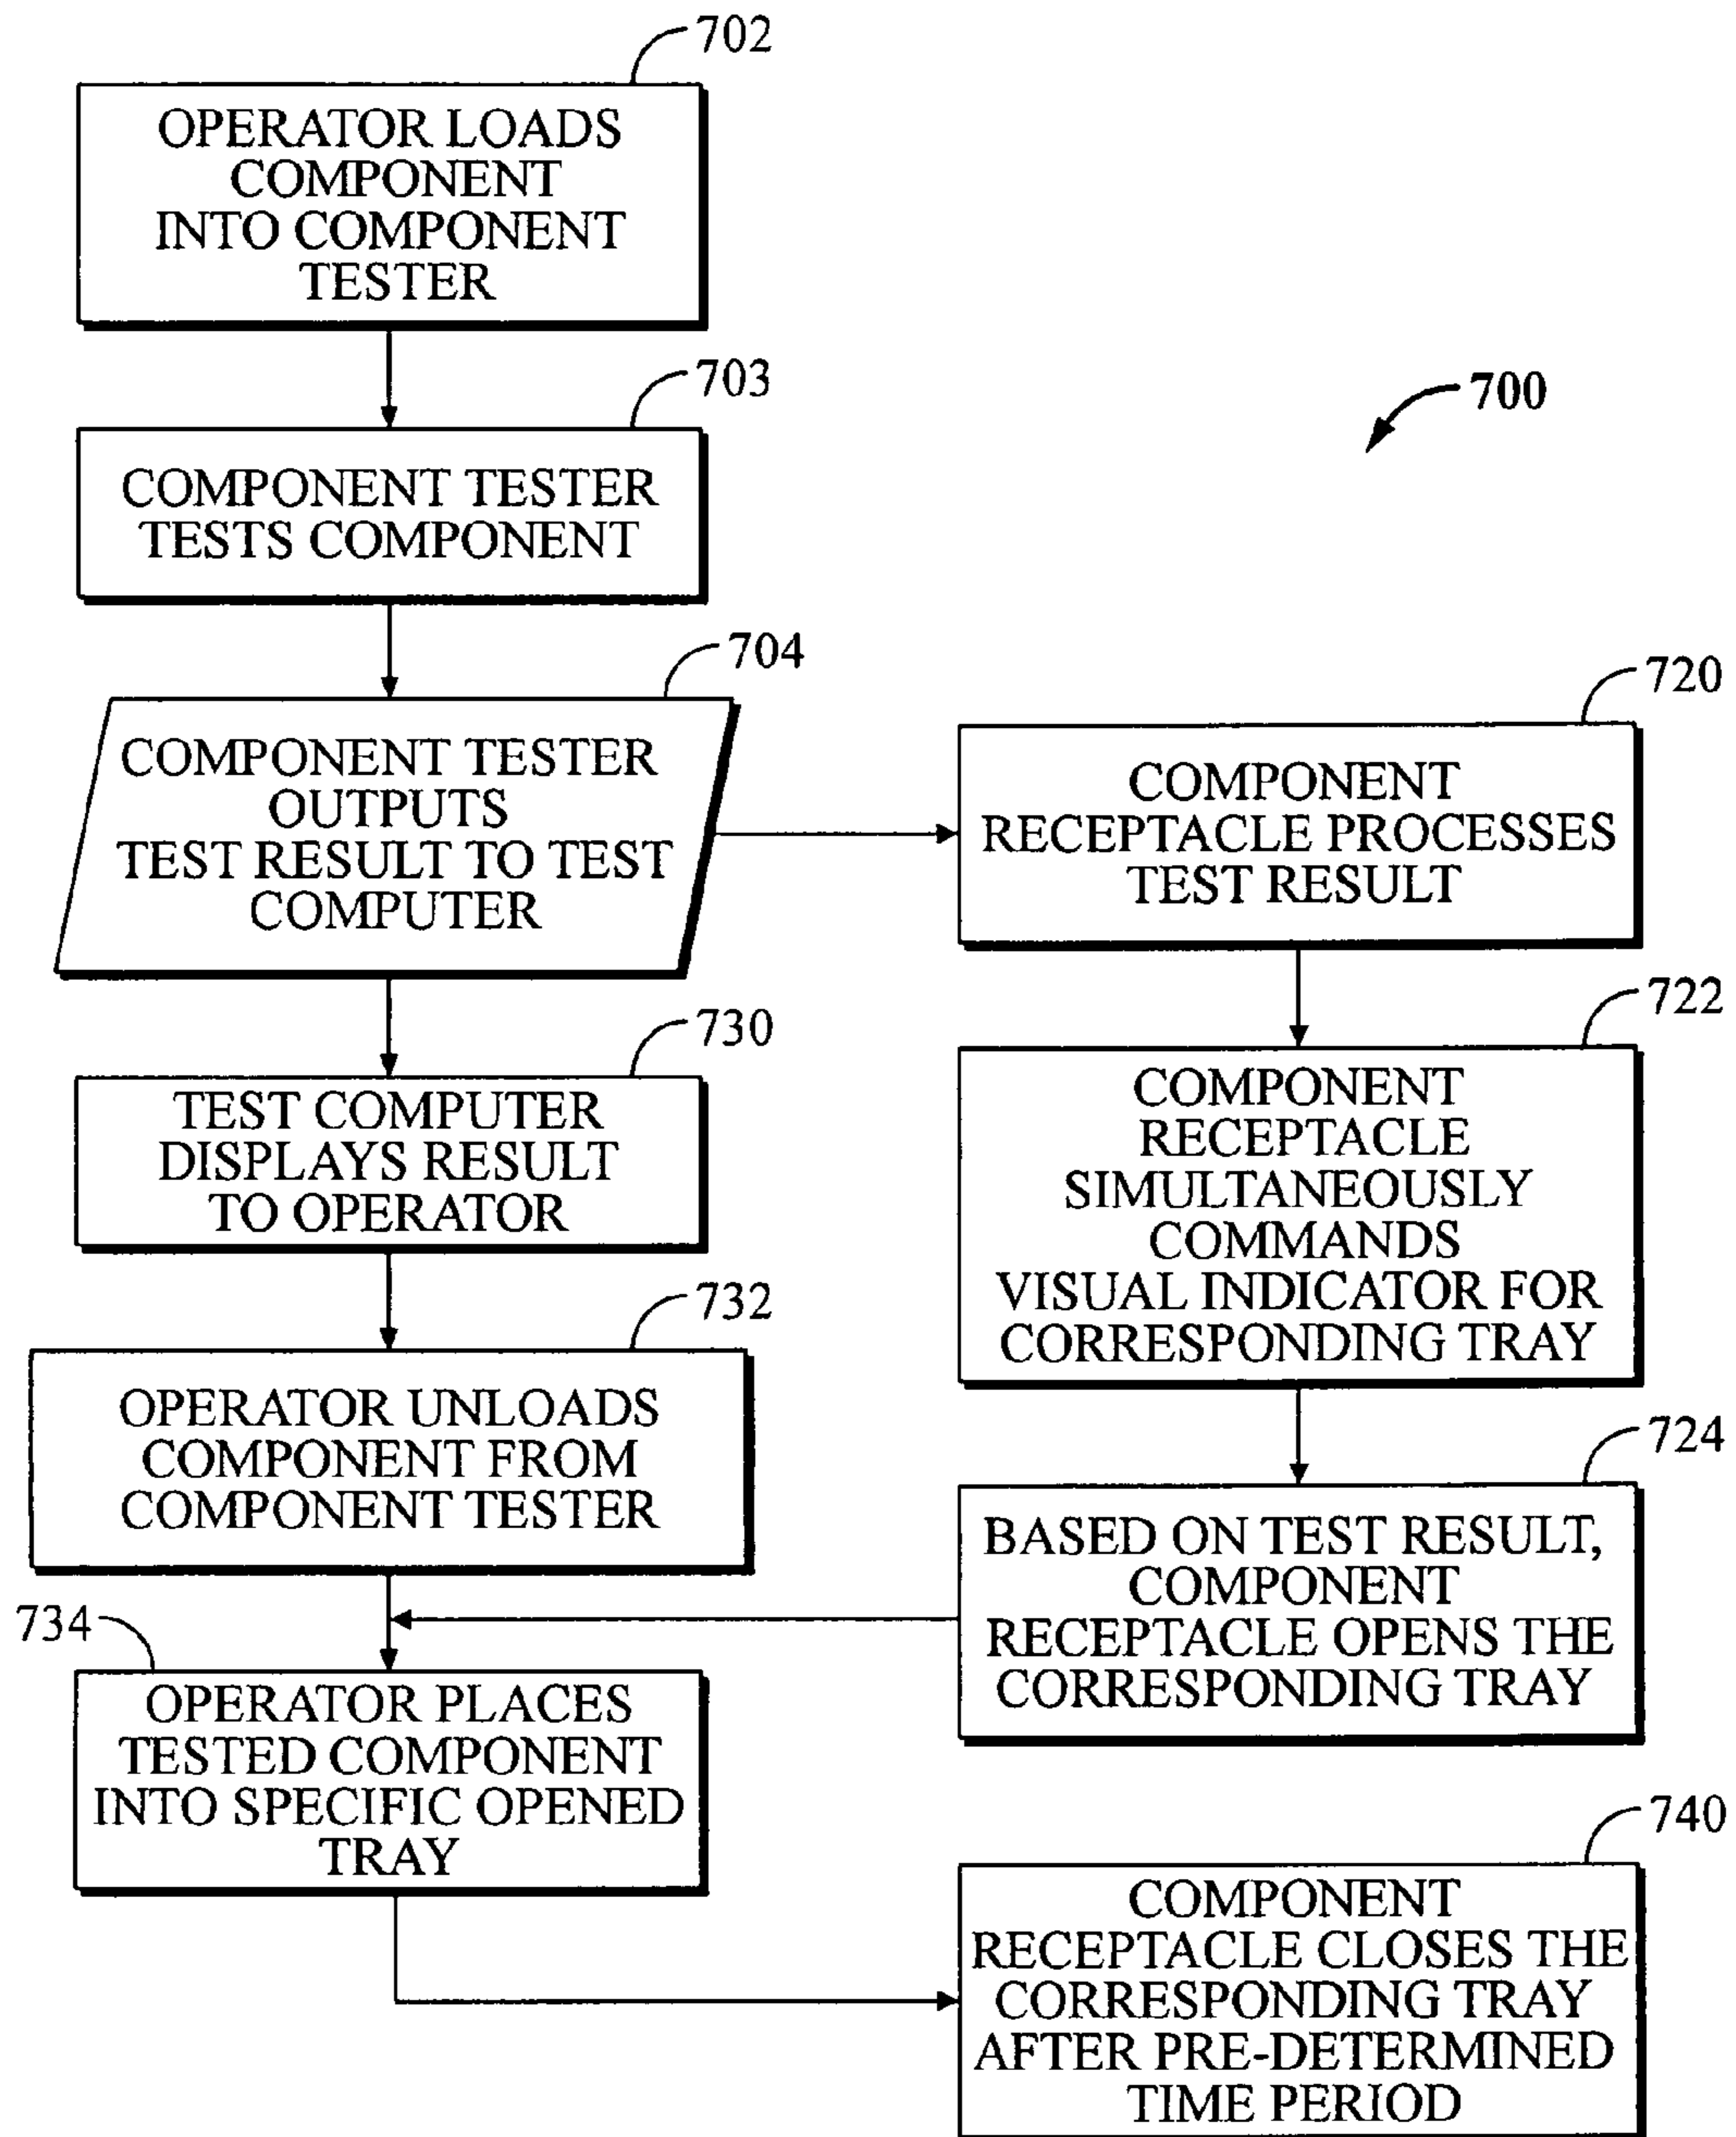 702
OPERATOR LOADS
COMPONENT
INTO COMPONENT
TESTER
703
COMPONENT TESTER
TESTS COMPONENT
700
704
COMPONENT TESTER
OUTPUTS
TEST RESULT TO TEST
COMPUTER
720
COMPONENT
RECEPTACLE PROCESSES
TEST RESULT
730
TEST COMPUTER
DISPLAYS RESULT
TO OPERATOR
722
COMPONENT
RECEPTACLE
SIMULTANEOUSLY
COMMANDS
VISUAL INDICATOR FOR
CORRESPONDING TRAY
732
OPERATOR UNLOADS
COMPONENT FROM
COMPONENT TESTER
724
BASED ON TEST RESULT,
COMPONENT
RECEPTACLE OPENS THE
CORRESPONDING TRAY
734
OPERATOR PLACES
TESTED COMPONENT
INTO SPECIFIC OPENED
TRAY
740
COMPONENT
RECEPTACLE CLOSES THE
CORRESPONDING TRAY
AFTER PRE-DETERMINED
TIME PERIOD